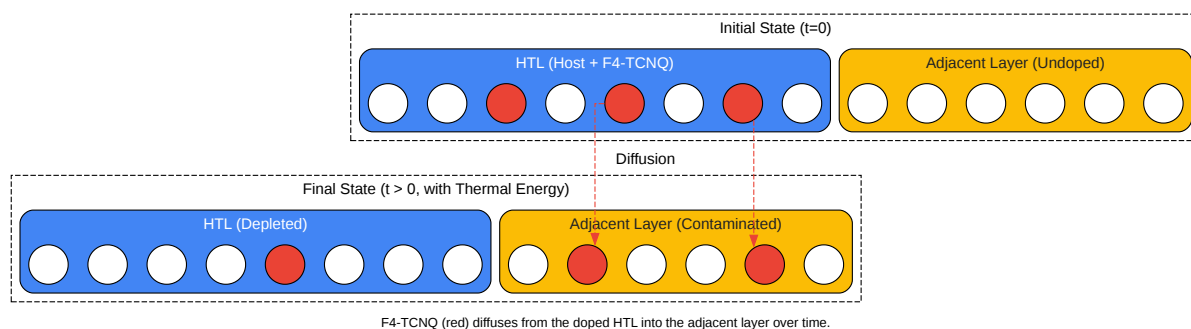 Initial State (t=0)
HTL (Host + F4-TCNQ)
Adjacent Layer (Undoped)
Diffusion
Final State (t > 0, with Thermal Energy)
HTL (Depleted)
Adjacent Layer (Contaminated)
F4-TCNQ (red) diffuses from the doped HTL into the adjacent layer over time.